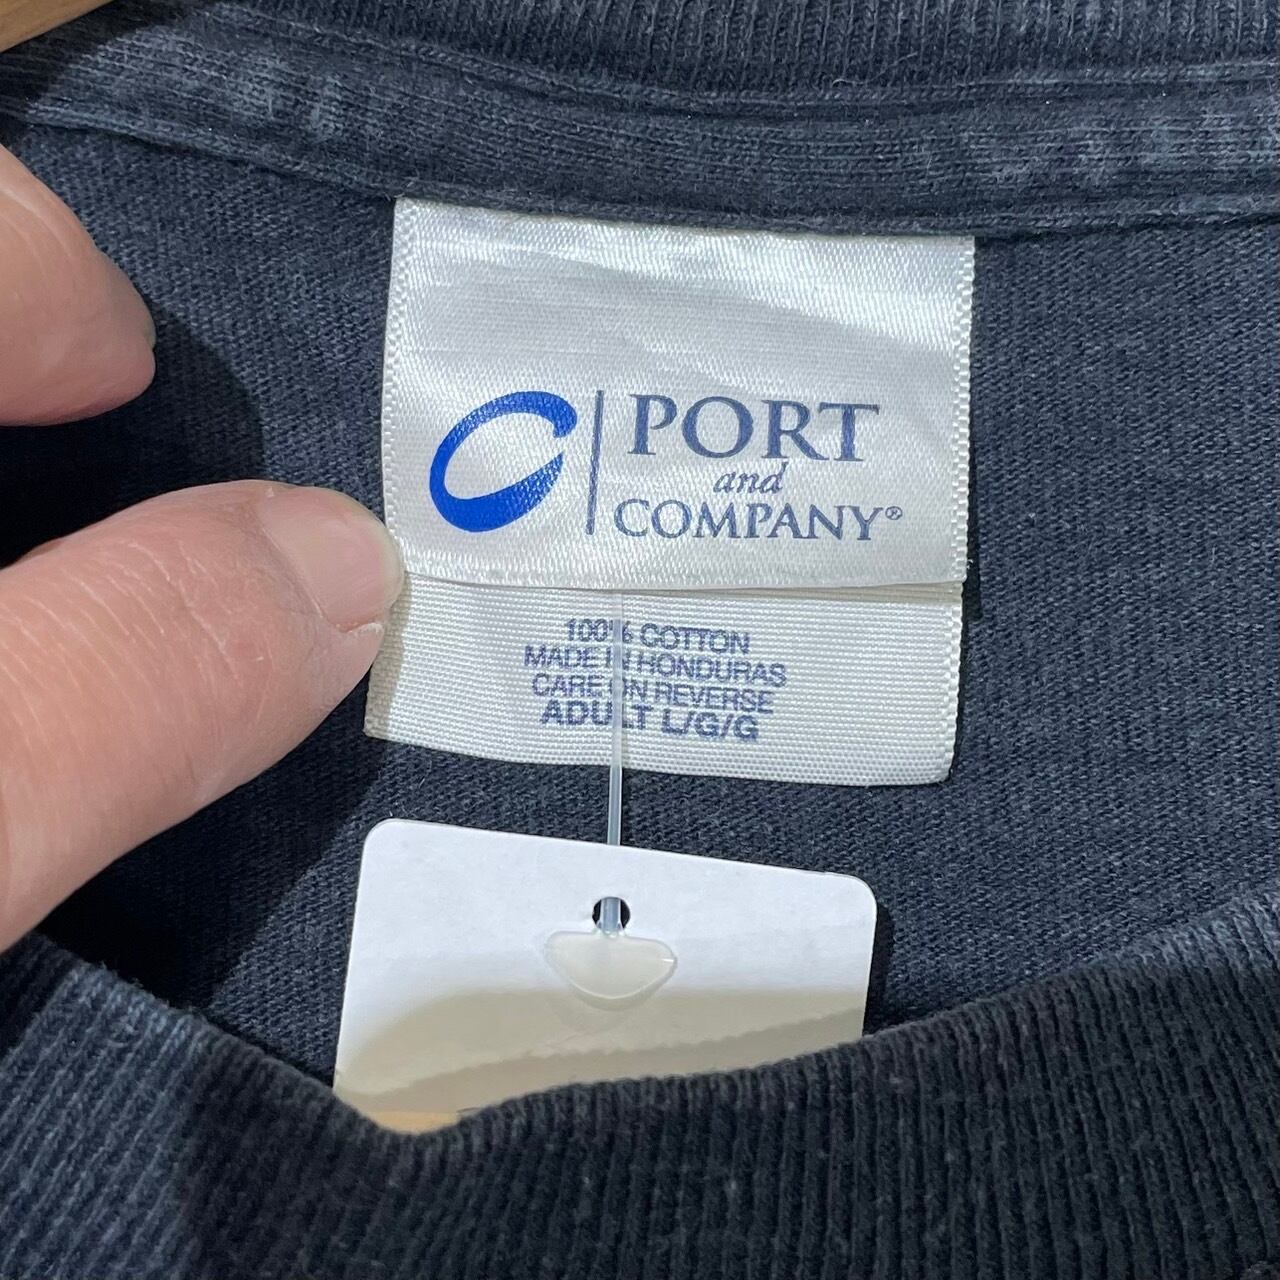 PORT
and
COMPANY®
100% COTTON
MADE IN HONDURAS
CARE ON REVERSE
ADULT L/G/G